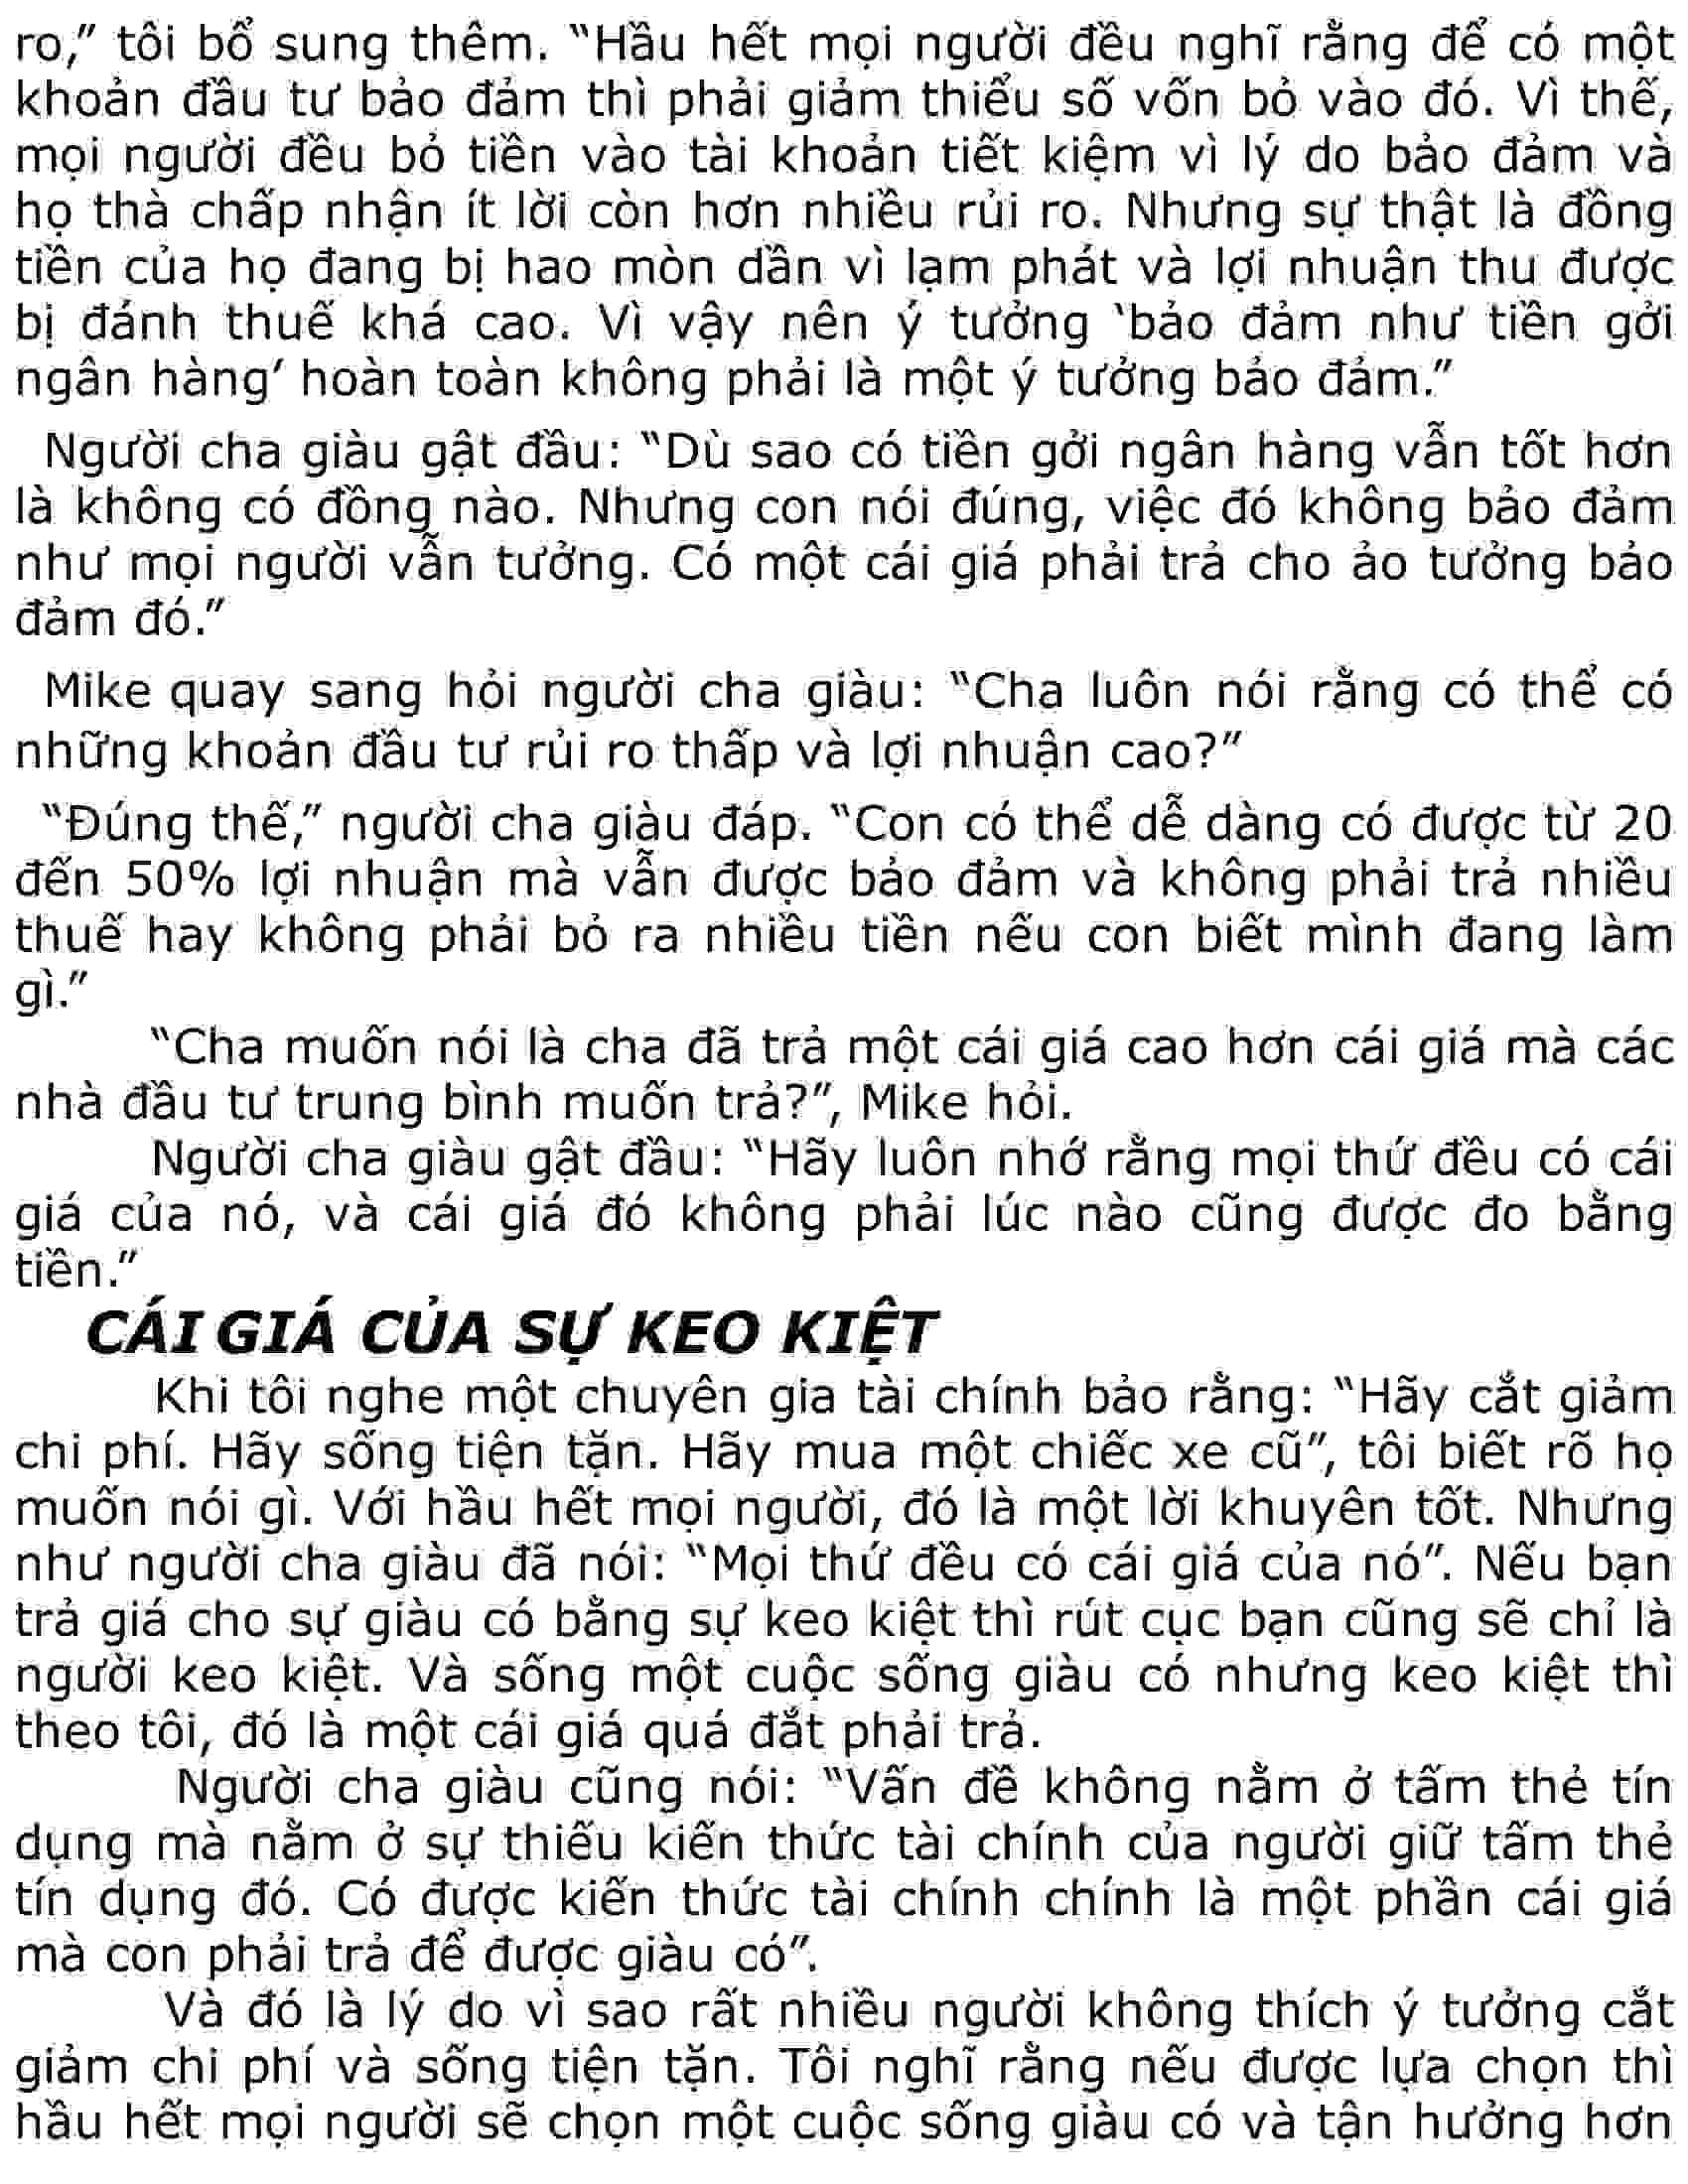 ro,” tôi bổ sung thêm. “Hầu hết mọi người đều nghĩ rằng để có một
khoản đầu tư bảo đảm thì phải giảm thiểu số vốn bỏ vào đó. Vì thế,
mọi người đều bỏ tiền vào tài khoản tiết kiệm vì lý do bảo đảm và
họ thà chấp nhận ít lời còn hơn nhiều rủi ro. Nhưng sự thật là đồng
tiền của họ đang bị hao mòn dần vì lạm phát và lợi nhuận thu được
bị đánh thuế khá cao. Vì vậy nên ý tưởng ‘bảo đảm như tiền gởi
ngân hàng’ hoàn toàn không phải là một ý tưởng bảo đảm.”
Người cha giàu gật đầu: “Dù sao có tiền gởi ngân hàng vẫn tốt hơn
là không có đồng nào. Nhưng con nói đúng, việc đó không bảo đảm
như mọi người vẫn tưởng. Có một cái giá phải trả cho ảo tưởng bảo
đảm đó.”
Mike quay sang hỏi người cha giàu: “Cha luôn nói rằng có thể có
những khoản đầu tư rủi ro thấp và lợi nhuận cao?”
“Đúng thế,” người cha giàu đáp. “Con có thể dễ dàng có được từ 20
đến 50% lợi nhuận mà vẫn được bảo đảm và không phải trả nhiều
thuế hay không phải bỏ ra nhiều tiền nếu con biết mình đang làm
gì.”
“Cha muốn nói là cha đã trả một cái giá cao hơn cái giá mà các
nhà đầu tư trung bình muốn trả?”, Mike hỏi.
Người cha giàu gật đầu: “Hãy luôn nhớ rằng mọi thứ đều có cái
giá của nó, và cái giá đó không phải lúc nào cũng được đo bằng
tiền.”
CÁI GIÁ CỦA SỰ KEO KIỆT
Khi tôi nghe một chuyên gia tài chính bảo rằng: “Hãy cắt giảm
chi phí. Hãy sống tiện tặn. Hãy mua một chiếc xe cũ”, tôi biết rõ họ
muốn nói gì. Với hầu hết mọi người, đó là một lời khuyên tốt. Nhưng
như người cha giàu đã nói: “Mọi thứ đều có cái giá của nó”. Nếu bạn
trả giá cho sự giàu có bằng sự keo kiệt thì rút cục bạn cũng sẽ chỉ là
người keo kiệt. Và sống một cuộc sống giàu có nhưng keo kiệt thì
theo tôi, đó là một cái giá quá đắt phải trả.
Người cha giàu cũng nói: “Vấn đề không nằm ở tấm thẻ tín
dụng mà nằm ở sự thiếu kiến thức tài chính của người giữ tấm thẻ
tín dụng đó. Có được kiến thức tài chính chính là một phần cái giá
mà con phải trả để được giàu có”.
Và đó là lý do vì sao rất nhiều người không thích ý tưởng cắt
giảm chi phí và sống tiện tặn. Tôi nghĩ rằng nếu được lựa chọn thì
hầu hết mọi người sẽ chọn một cuộc sống giàu có và tận hưởng hơn